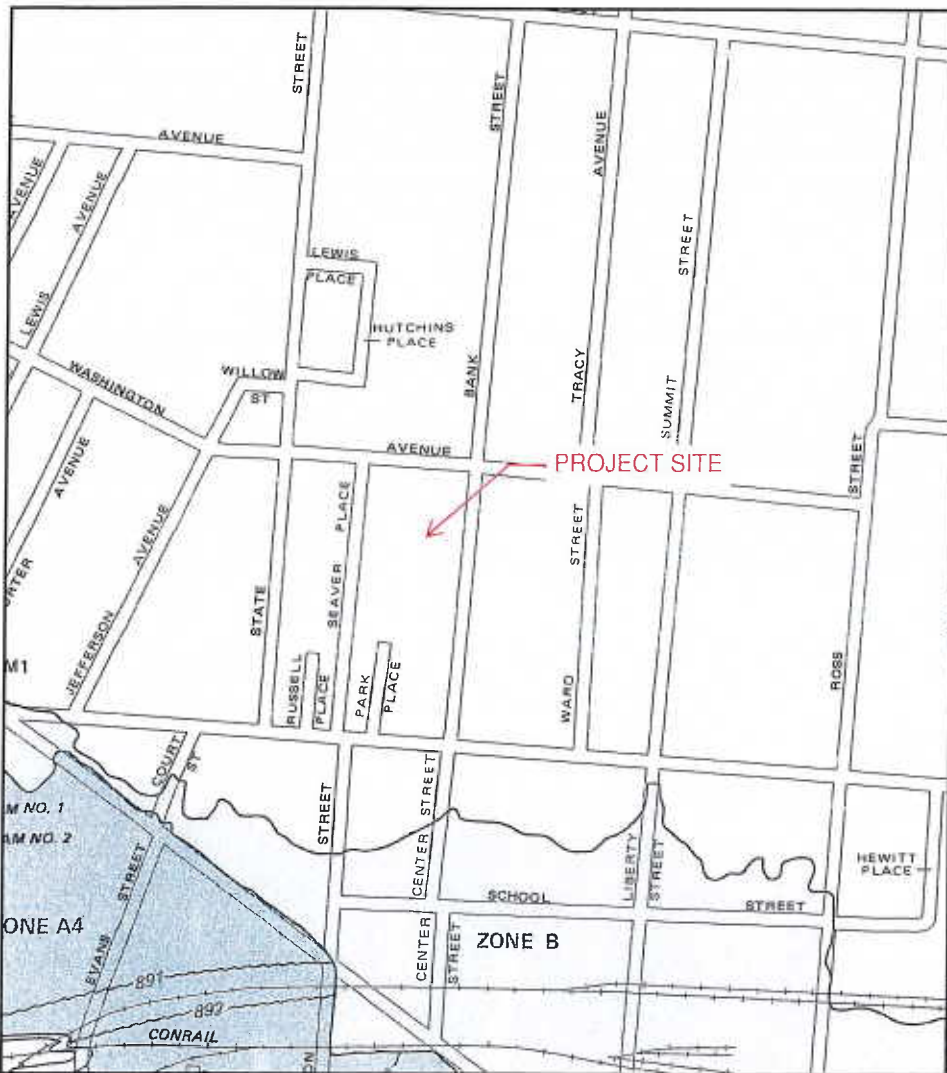 STREET
STREET
AVENUE
AVENUE
AVENUE
AVENUE
STREET
LEWIS
PLACE
HUTCHINS
PLACE
LEWIS
WASHINGTON
WILLOW
ST
BANK
TRACY
SUMMIT
AVENUE
PROJECT SITE
STREET
AVENUE
AVENUE
SEAVER PLACE
STREET
ORTER
STATE
JEFFERSON
RUSSELL
PLACE
PARK
PLACE
WARD
ROSS
M1
COURT
ST
STREET
CENTER STREET
M NO. 1
AM NO. 2
STREET
LIBERTY
STREET
HEWITT
PLACE
SCHOOL STREET
ONE A4
EVANS
CENTER
STREET
ZONE B
891
893
CONRAIL
ON